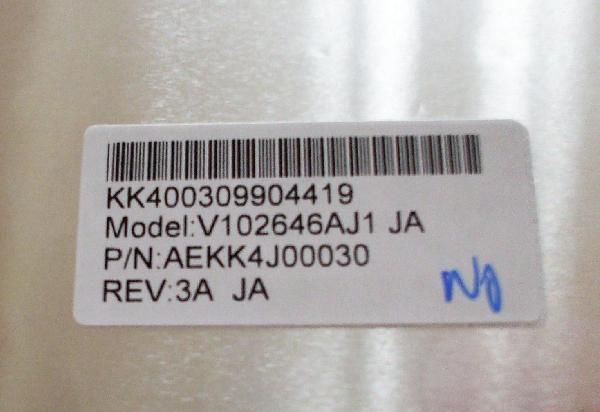 KK400309904419
Model:V102646AJ1 JA
P/N:AEKK4J00030
REV:3A JA